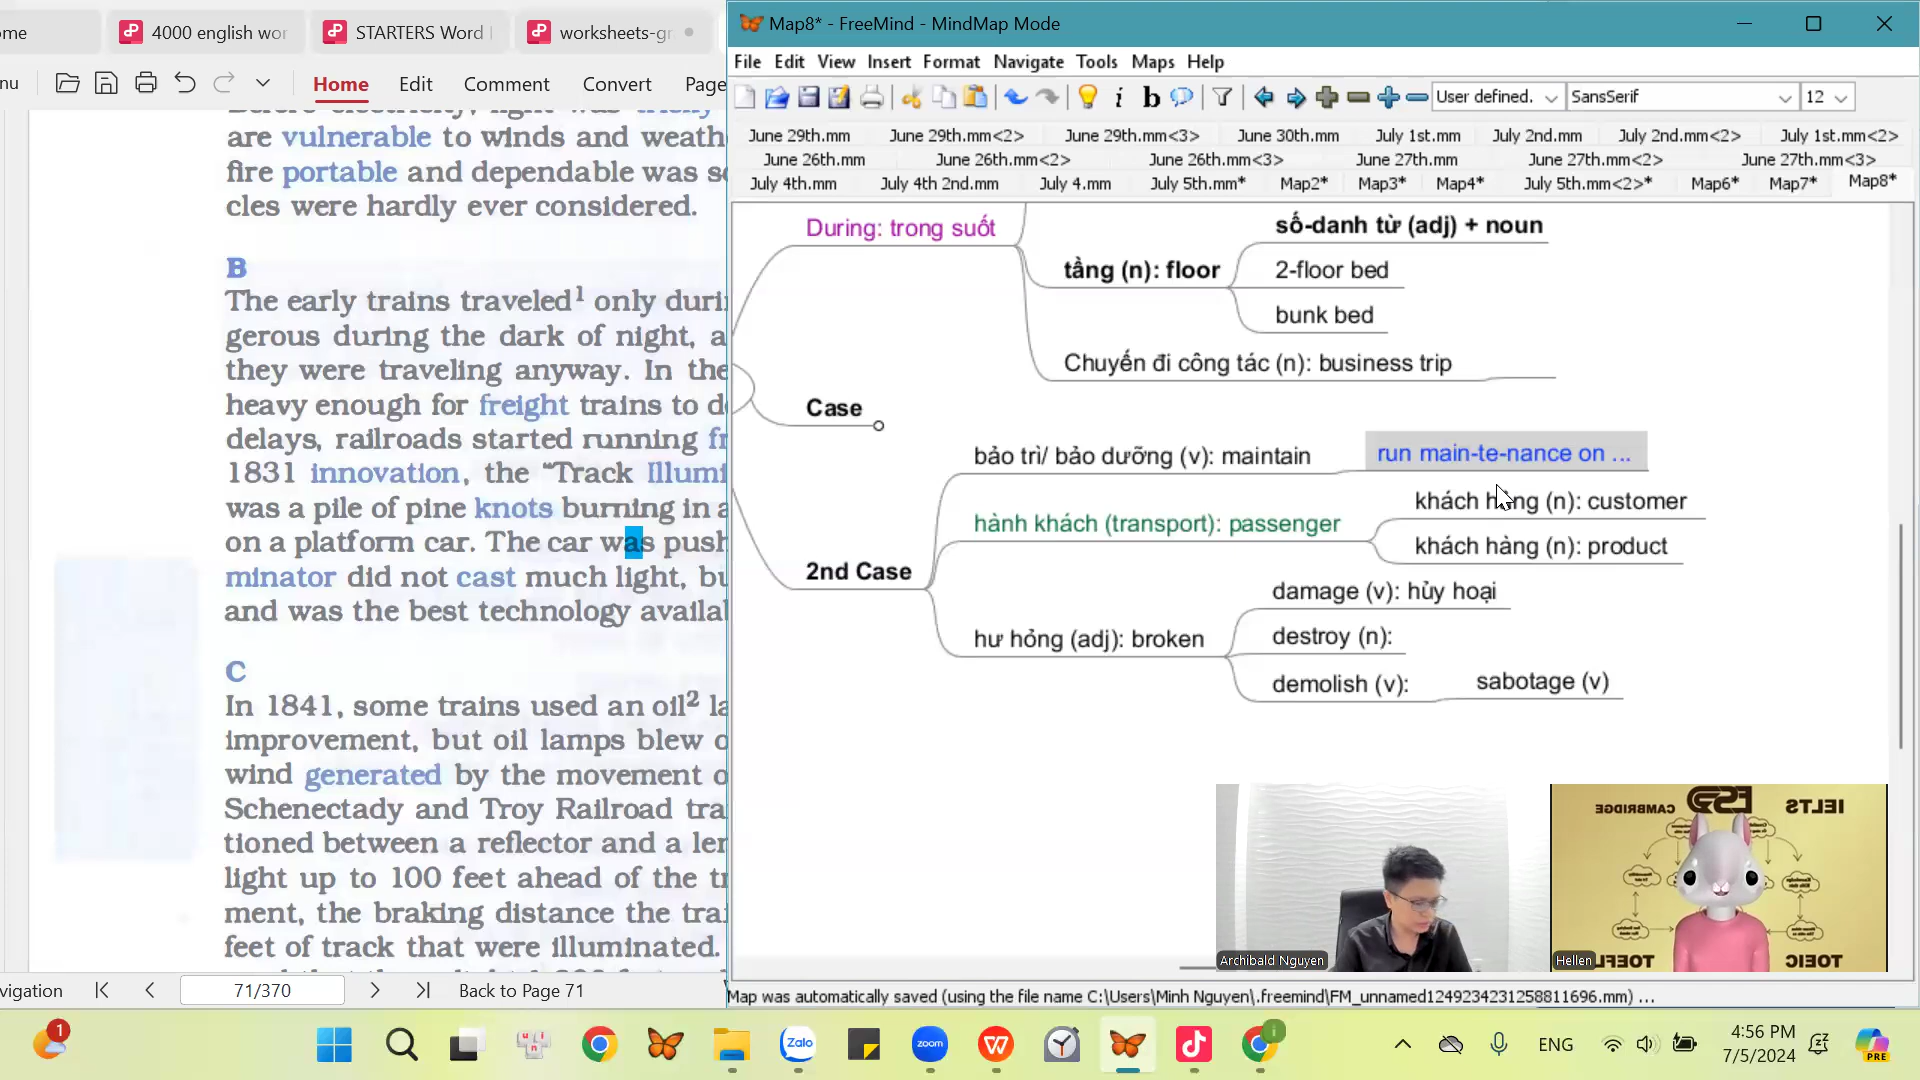 ome
4000 english wor
STARTERS Word
worksheets-gr
nu
Home
Edit
Comment
Convert
Page
are vulnerable to winds and weath
fire portable and dependable was s
cles were hardly ever considered.
B
The early trains traveled1 only duri
gerous during the dark of night, a
they were traveling anyway. In the
heavy enough for freight trains to d
delays, railroads started running fr
1831 innovation, the "Track Illumi
was a pile of pine knots burning in a
on a platform car. The car was push
minator did not cast much light, bu
and was the best technology availa
C
In 1841, some trains used an oil2 la
improvement, but oil lamps blew o
wind generated by the movement o
Schenectady and Troy Railroad tra
tioned between a reflector and a len
light up to 100 feet ahead of the tr
ment, the braking distance the trai
feet of track that were illuminated.
vigation
71/370
Back to Page 71
Map8* - FreeMind - MindMap Mode
File Edit View Insert Format Navigate Tools Maps Help
User defined.
SansSerif
12
June 29th.mm June 29th.mm<2> June 29th.mm<3> June 30th.mm July 1st.mm July 2nd.mm July 2nd.mm<2> July 1st.mm<2>
June 26th.mm June 26th.mm<2> June 26th.mm<3> June 27th.mm June 27th.mm<2> June 27th.mm<3>
July 4th.mm July 4th 2nd.mm July 4.mm July 5th.mm* Map2* Map3* Map4* July 5th.mm<2>* Map6* Map7* Map8*
During: trong suốt
số-danh từ (adj) + noun
tầng (n): floor
2-floor bed
bunk bed
Chuyến đi công tác (n): business trip
Case
bảo trì/ bảo dưỡng (v): maintain
run main-te-nance on ...
khách hàng (n): customer
hành khách (transport): passenger
khách hàng (n): product
2nd Case
damage (v): hủy hoại
hư hỏng (adj): broken
destroy (n):
demolish (v):
sabotage (v)
CAMBRIDGE
IELTS
TOEFL
TOEIC
Archibald Nguyen
Hellen
Map was automatically saved (using the file name C:\Users\Minh Nguyen\.freemind\FM_unnamed1249234231258811696.mm) ...
1
Zalo
zoom
ENG
4:56 PM
7/5/2024
PRE